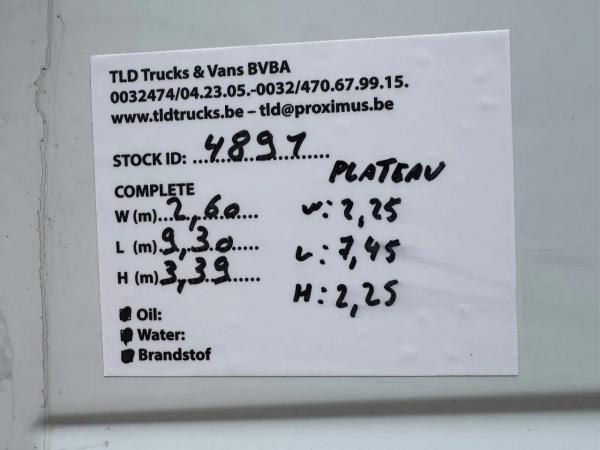 TLD Trucks & Vans BVBA
0032474/04.23.05.-0032/470.67.99.15.
www.tldtrucks.be – tld@proximus.be
STOCK ID: 4891
PLATEAU
COMPLETE
W (m) 2,60 W: 2,25
L (m) 9,30 L: 7,45
H (m) 3,39 H: 2,25
Oil:
Water:
Brandstof